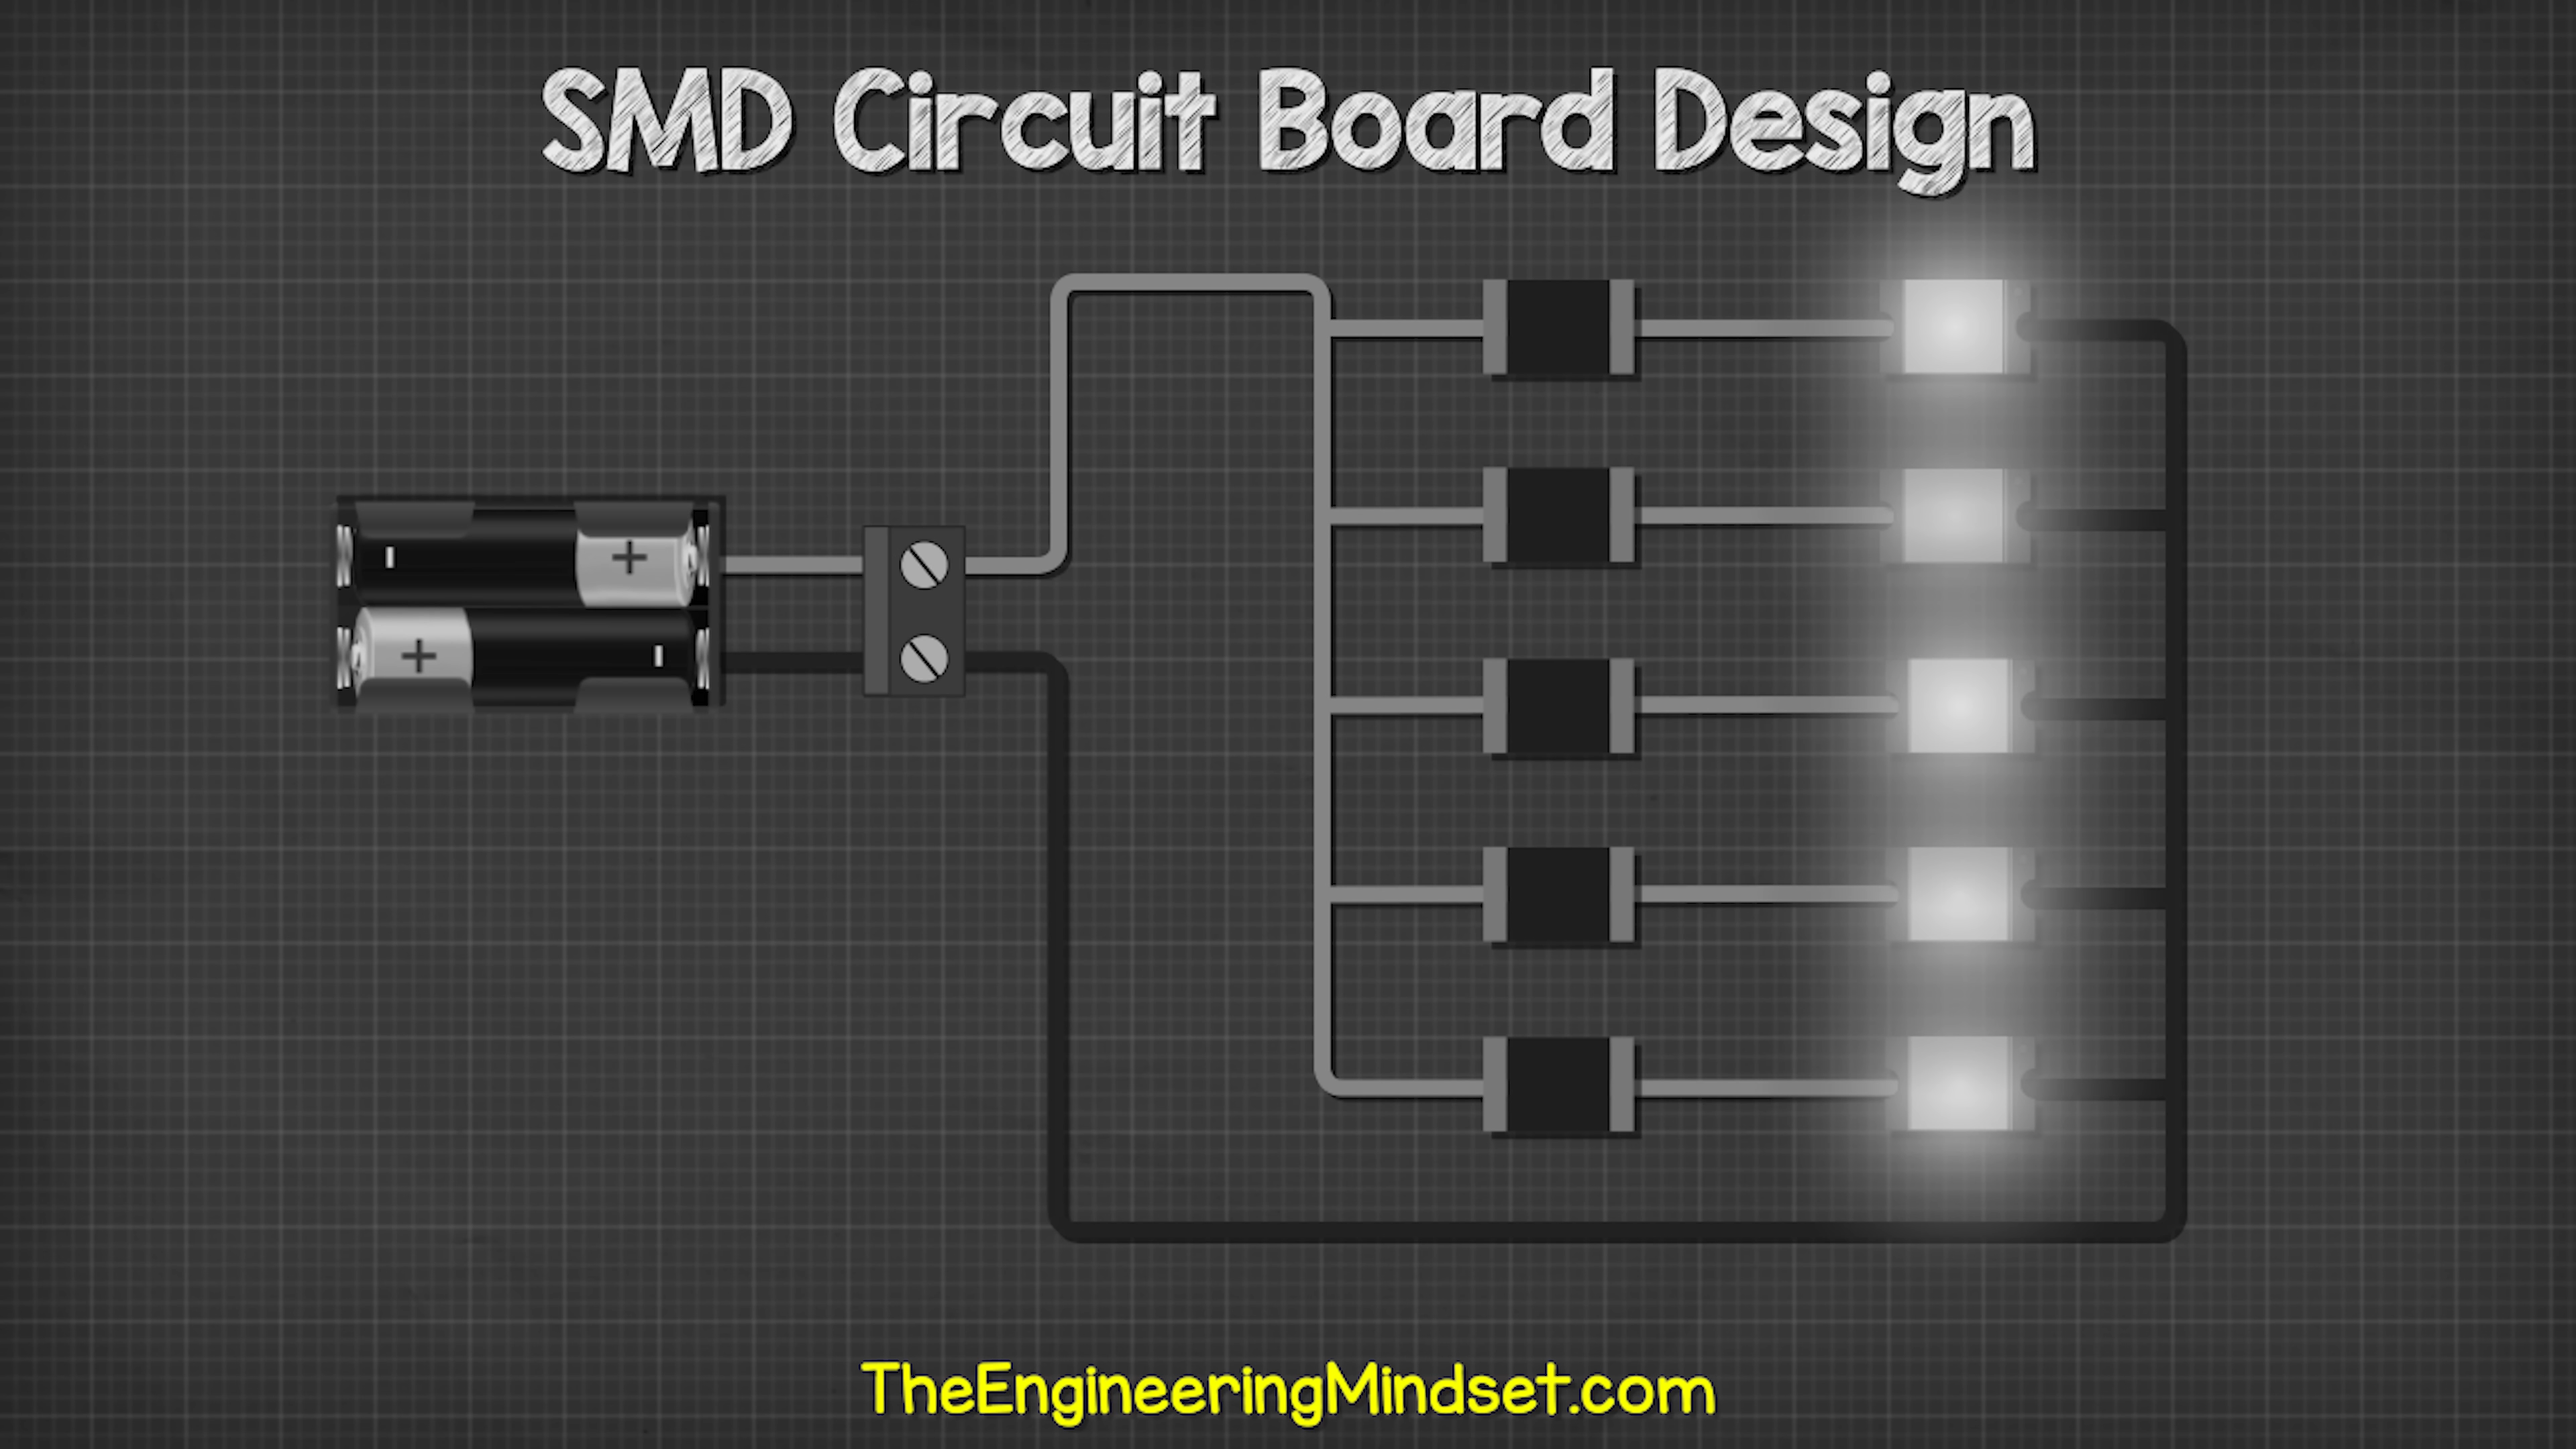 SMD Circuit Board Design
- +
+ -
TheEngineeringMindset.com